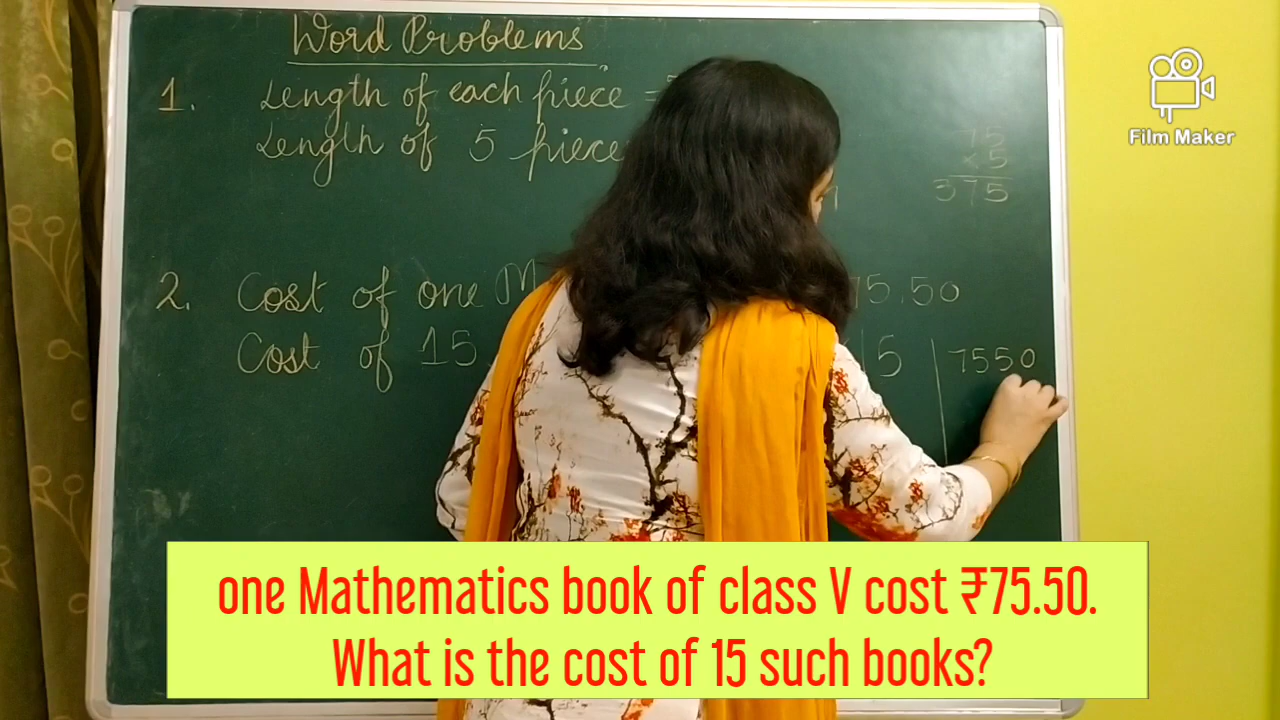 Word Problems
1. Length of each piece =
Length of 5 piece
75
×5
375
2. Cost of one M 75.50
Cost of 15 15 7550
Film Maker
one Mathematics book of class V cost ₹75.50.
What is the cost of 15 such books?